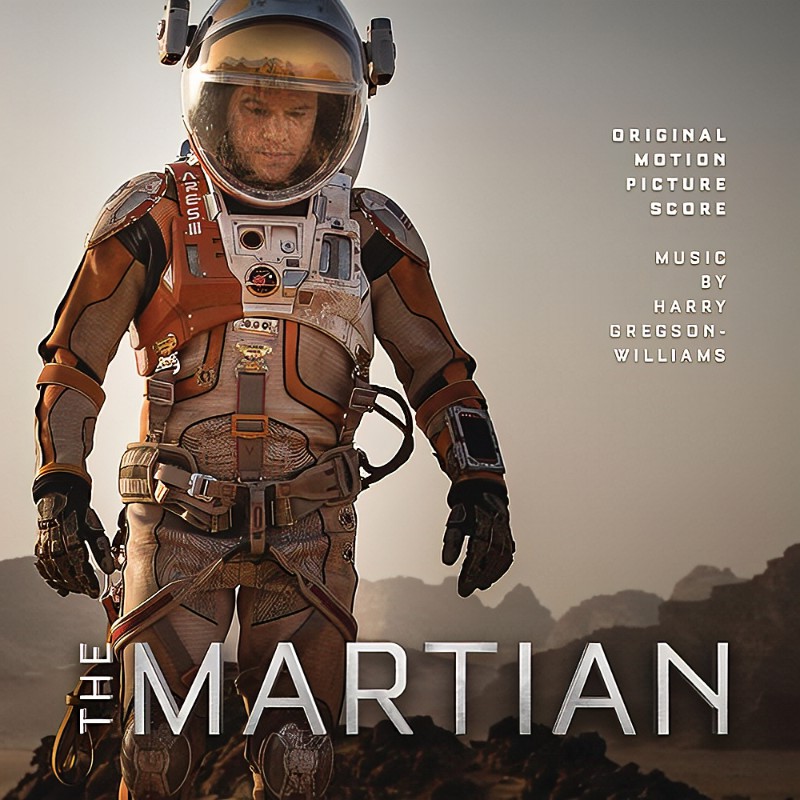 ORIGINAL
MOTION
PICTURE
SCORE
MUSIC
BY
HARRY
GREGSON-
WILLIAMS
ARES III
THE MARTIAN